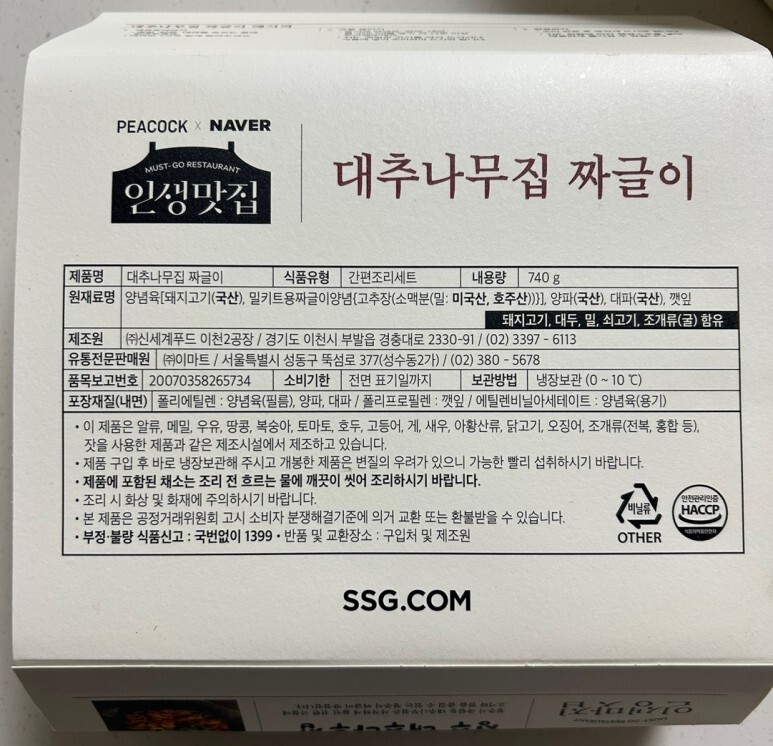 PEACOCK x NAVER
MUST-GO RESTAURANT
인생맛집
대추나무집 짜글이
제품명 대추나무집 짜글이 식품유형 간편조리세트 내용량 740 g
원재료명 양념육[돼지고기(국산), 밀키트용짜글이양념{고추장(소맥분(밀: 미국산, 호주산))}], 양파(국산), 대파(국산), 깻잎
돼지고기, 대두, 밀, 쇠고기, 조개류(굴) 함유
제조원 ㈜신세계푸드 이천2공장 / 경기도 이천시 부발읍 경충대로 2330-91 / (02) 3397 - 6113
유통전문판매원 ㈜이마트 / 서울특별시 성동구 뚝섬로 377(성수동2가) / (02) 380 - 5678
품목보고번호 20070358265734 소비기한 전면 표기일까지 보관방법 냉장보관 (0 ~ 10 ℃)
포장재질(내면) 폴리에틸렌 : 양념육(필름), 양파, 대파 / 폴리프로필렌 : 깻잎 / 에틸렌비닐아세테이트 : 양념육(용기)
• 이 제품은 알류, 메밀, 우유, 땅콩, 복숭아, 토마토, 호두, 고등어, 게, 새우, 아황산류, 닭고기, 오징어, 조개류(전복, 홍합 등),
잣을 사용한 제품과 같은 제조시설에서 제조하고 있습니다.
• 제품 구입 후 바로 냉장보관해 주시고 개봉한 제품은 변질의 우려가 있으니 가능한 빨리 섭취하시기 바랍니다.
• 제품에 포함된 채소는 조리 전 흐르는 물에 깨끗이 씻어 조리하시기 바랍니다.
• 조리 시 화상 및 화재에 주의하시기 바랍니다.
• 본 제품은 공정거래위원회 고시 소비자 분쟁해결기준에 의거 교환 또는 환불받을 수 있습니다.
• 부정·불량 식품신고 : 국번없이 1399 • 반품 및 교환장소 : 구입처 및 제조원
비닐류
OTHER
안전관리인증
HACCP
식품의약품안전처
SSG.COM
인생맛집